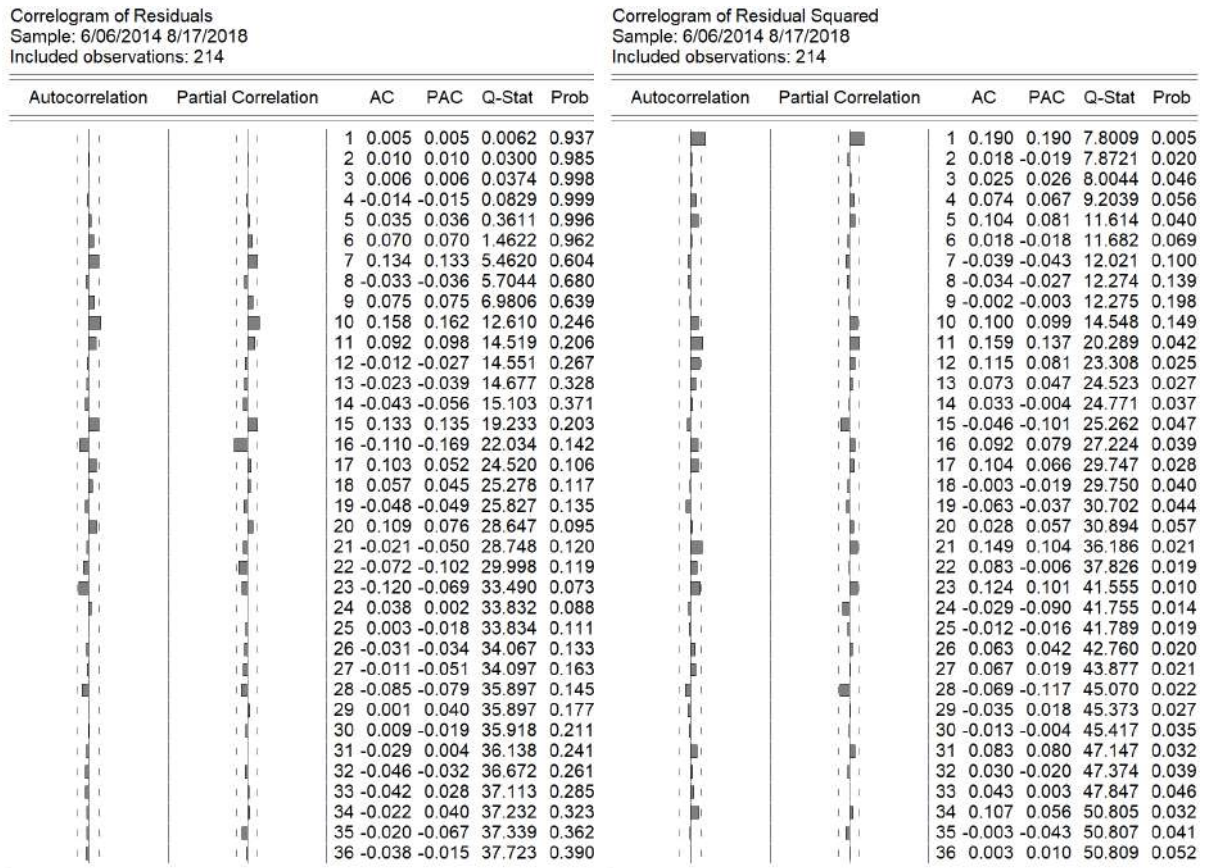 Correlogram of Residuals
Sample: 6/06/2014 8/17/2018
Included observations: 214
Autocorrelation Partial Correlation AC PAC Q-Stat Prob
1 0.005 0.005 0.0062 0.937
2 0.010 0.010 0.0300 0.985
3 0.006 0.006 0.0374 0.998
4 -0.014 -0.015 0.0829 0.999
5 0.035 0.036 0.3611 0.996
6 0.070 0.070 1.4622 0.962
7 0.134 0.133 5.4620 0.604
8 -0.033 -0.036 5.7044 0.680
9 0.075 0.075 6.9806 0.639
10 0.158 0.162 12.610 0.246
11 0.092 0.098 14.519 0.206
12 -0.012 -0.027 14.551 0.267
13 -0.023 -0.039 14.677 0.328
14 -0.043 -0.056 15.103 0.371
15 0.133 0.135 19.233 0.203
16 -0.110 -0.169 22.034 0.142
17 0.103 0.052 24.520 0.106
18 0.057 0.045 25.278 0.117
19 -0.048 -0.049 25.827 0.135
20 0.109 0.076 28.647 0.095
21 -0.021 -0.050 28.748 0.120
22 -0.072 -0.102 29.998 0.119
23 -0.120 -0.069 33.490 0.073
24 0.038 0.002 33.832 0.088
25 0.003 -0.018 33.834 0.111
26 -0.031 -0.034 34.067 0.133
27 -0.011 -0.051 34.097 0.163
28 -0.085 -0.079 35.897 0.145
29 0.001 0.040 35.897 0.177
30 0.009 -0.019 35.918 0.211
31 -0.029 0.004 36.138 0.241
32 -0.046 -0.032 36.672 0.261
33 -0.042 0.028 37.113 0.285
34 -0.022 0.040 37.232 0.323
35 -0.020 -0.067 37.339 0.362
36 -0.038 -0.015 37.723 0.390
Correlogram of Residual Squared
Sample: 6/06/2014 8/17/2018
Included observations: 214
Autocorrelation Partial Correlation AC PAC Q-Stat Prob
1 0.190 0.190 7.8009 0.005
2 0.018 -0.019 7.8721 0.020
3 0.025 0.026 8.0044 0.046
4 0.074 0.067 9.2039 0.056
5 0.104 0.081 11.614 0.040
6 0.018 -0.018 11.682 0.069
7 -0.039 -0.043 12.021 0.100
8 -0.034 -0.027 12.274 0.139
9 -0.002 -0.003 12.275 0.198
10 0.100 0.099 14.548 0.149
11 0.159 0.137 20.289 0.042
12 0.115 0.081 23.308 0.025
13 0.073 0.047 24.523 0.027
14 0.033 -0.004 24.771 0.037
15 -0.046 -0.101 25.262 0.047
16 0.092 0.079 27.224 0.039
17 0.104 0.066 29.747 0.028
18 -0.003 -0.019 29.750 0.040
19 -0.063 -0.037 30.702 0.044
20 0.028 0.057 30.894 0.057
21 0.149 0.104 36.186 0.021
22 0.083 -0.006 37.826 0.019
23 0.124 0.101 41.555 0.010
24 -0.029 -0.090 41.755 0.014
25 -0.012 -0.016 41.789 0.019
26 0.063 0.042 42.760 0.020
27 0.067 0.019 43.877 0.021
28 -0.069 -0.117 45.070 0.022
29 -0.035 0.018 45.373 0.027
30 -0.013 -0.004 45.417 0.035
31 0.083 0.080 47.147 0.032
32 0.030 -0.020 47.374 0.039
33 0.043 0.003 47.847 0.046
34 0.107 0.056 50.805 0.032
35 -0.003 -0.043 50.807 0.041
36 0.003 0.010 50.809 0.052